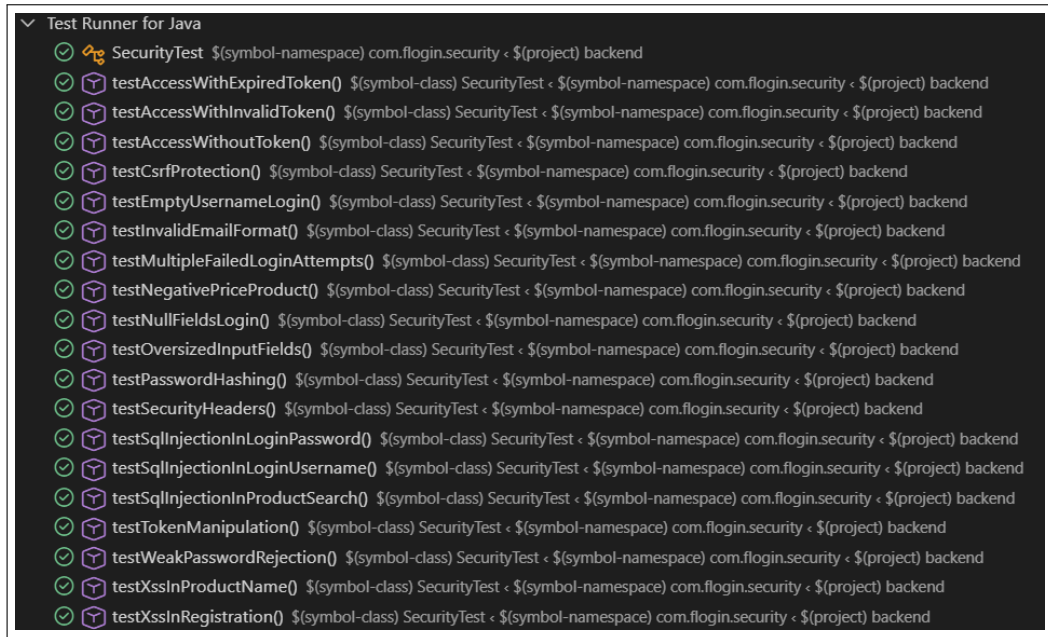 Test Runner for Java
SecurityTest $(symbol-namespace) com.flogin.security < $(project) backend
testAccessWithExpiredToken() $(symbol-class) SecurityTest < $(symbol-namespace) com.flogin.security < $(project) backend
testAccessWithInvalidToken() $(symbol-class) SecurityTest < $(symbol-namespace) com.flogin.security < $(project) backend
testAccessWithoutToken() $(symbol-class) SecurityTest < $(symbol-namespace) com.flogin.security < $(project) backend
testCsrfProtection() $(symbol-class) SecurityTest < $(symbol-namespace) com.flogin.security < $(project) backend
testEmptyUsernameLogin() $(symbol-class) SecurityTest < $(symbol-namespace) com.flogin.security < $(project) backend
testInvalidEmailFormat() $(symbol-class) SecurityTest < $(symbol-namespace) com.flogin.security < $(project) backend
testMultipleFailedLoginAttempts() $(symbol-class) SecurityTest < $(symbol-namespace) com.flogin.security < $(project) backend
testNegativePriceProduct() $(symbol-class) SecurityTest < $(symbol-namespace) com.flogin.security < $(project) backend
testNullFieldsLogin() $(symbol-class) SecurityTest < $(symbol-namespace) com.flogin.security < $(project) backend
testOversizedInputFields() $(symbol-class) SecurityTest < $(symbol-namespace) com.flogin.security < $(project) backend
testPasswordHashing() $(symbol-class) SecurityTest < $(symbol-namespace) com.flogin.security < $(project) backend
testSecurityHeaders() $(symbol-class) SecurityTest < $(symbol-namespace) com.flogin.security < $(project) backend
testSqlInjectionInLoginPassword() $(symbol-class) SecurityTest < $(symbol-namespace) com.flogin.security < $(project) backend
testSqlInjectionInLoginUsername() $(symbol-class) SecurityTest < $(symbol-namespace) com.flogin.security < $(project) backend
testSqlInjectionInProductSearch() $(symbol-class) SecurityTest < $(symbol-namespace) com.flogin.security < $(project) backend
testTokenManipulation() $(symbol-class) SecurityTest < $(symbol-namespace) com.flogin.security < $(project) backend
testWeakPasswordRejection() $(symbol-class) SecurityTest < $(symbol-namespace) com.flogin.security < $(project) backend
testXssInProductName() $(symbol-class) SecurityTest < $(symbol-namespace) com.flogin.security < $(project) backend
testXssInRegistration() $(symbol-class) SecurityTest < $(symbol-namespace) com.flogin.security < $(project) backend